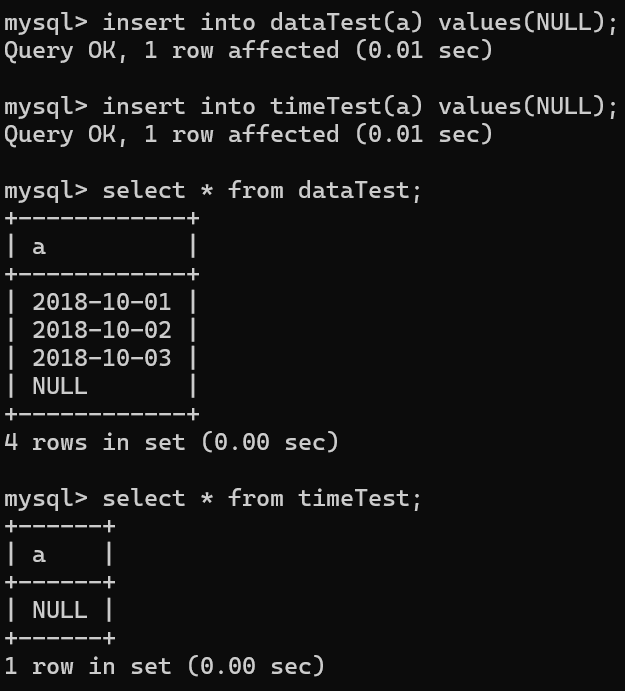 mysql> insert into dataTest(a) values(NULL);
Query OK, 1 row affected (0.01 sec)
mysql> insert into timeTest(a) values(NULL);
Query OK, 1 row affected (0.01 sec)
mysql> select * from dataTest;
+------------+
| a          |
+------------+
| 2018-10-01 |
| 2018-10-02 |
| 2018-10-03 |
| NULL       |
+------------+
4 rows in set (0.00 sec)
mysql> select * from timeTest;
+------+
| a    |
+------+
| NULL |
+------+
1 row in set (0.00 sec)